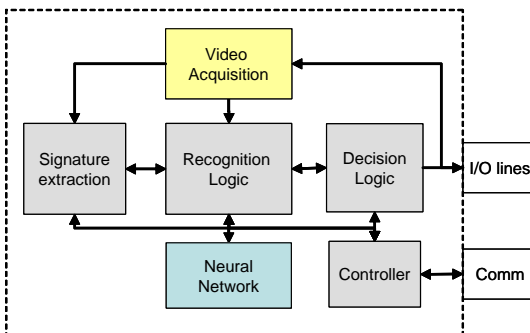 Video
Acquisition
Signature
extraction
Recognition
Logic
Decision
Logic
I/O lines
Neural
Network
Controller
Comm